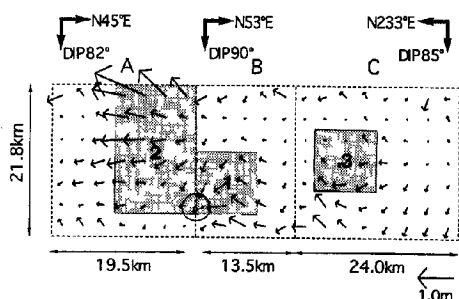 N45°E N53°E N233°E
DIP82° DIP90° DIP85°
A B C
2 1 3
21.8km
19.5km 13.5km 24.0km
1.0m